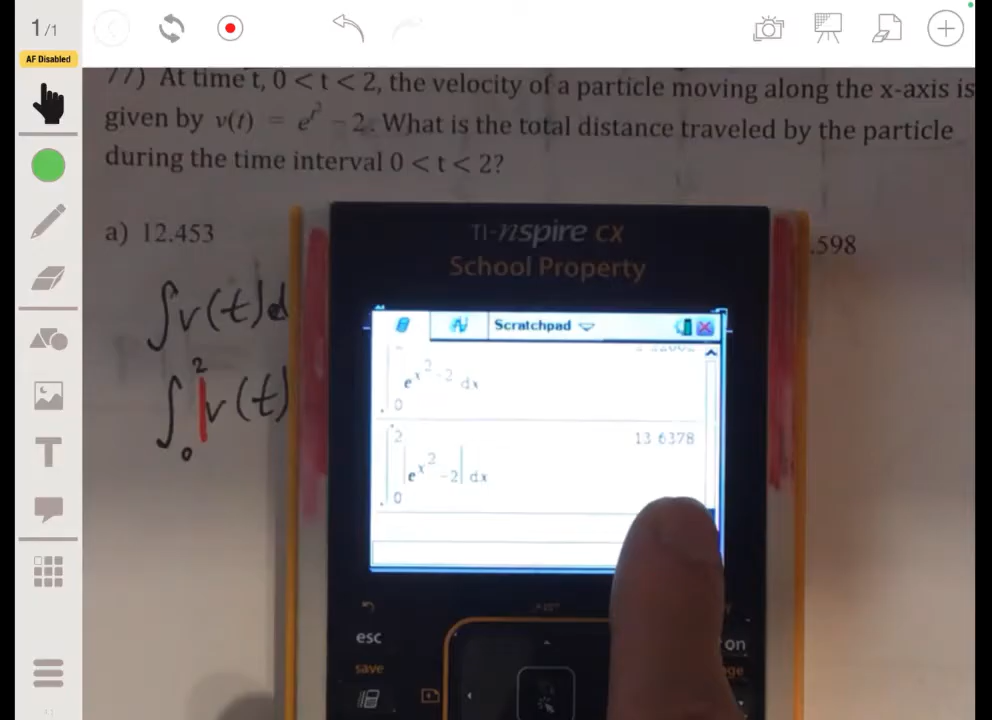 1/1
AF Disabled
77) At time t, 0 < t < 2, the velocity of a particle moving along the x-axis is
given by v(t) = e^t² - 2. What is the total distance traveled by the particle
during the time interval 0 < t < 2?
a) 12.453
.598
∫v(t)d
∫₀² |v(t)
TI-nspire CX
School Property
Scratchpad
∫₀ e^x²-2 dx
∫₀² |e^x²-2| dx
13.6378
esc
save
on
T